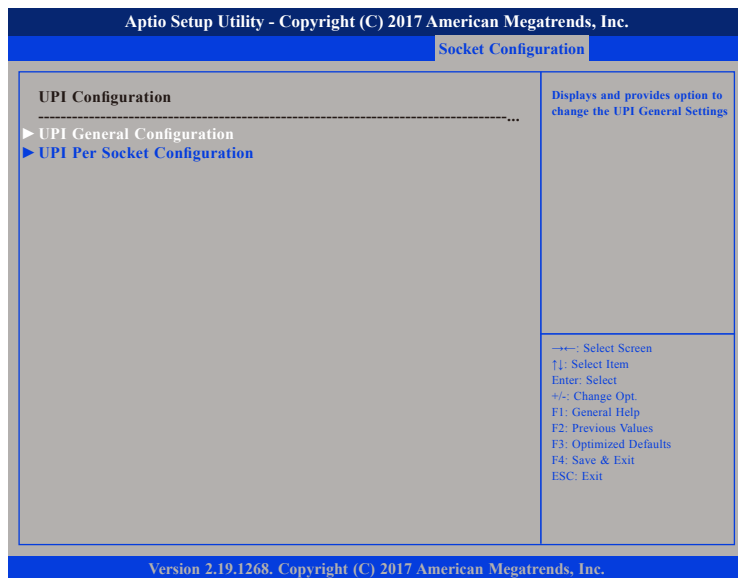 Aptio Setup Utility - Copyright (C) 2017 American Megatrends, Inc.
Socket Configuration
UPI Configuration
--------------------------------------------------------------------------------...
► UPI General Configuration
► UPI Per Socket Configuration
Displays and provides option to
change the UPI General Settings
→←: Select Screen
↑↓: Select Item
Enter: Select
+/-: Change Opt.
F1: General Help
F2: Previous Values
F3: Optimized Defaults
F4: Save & Exit
ESC: Exit
Version 2.19.1268. Copyright (C) 2017 American Megatrends, Inc.